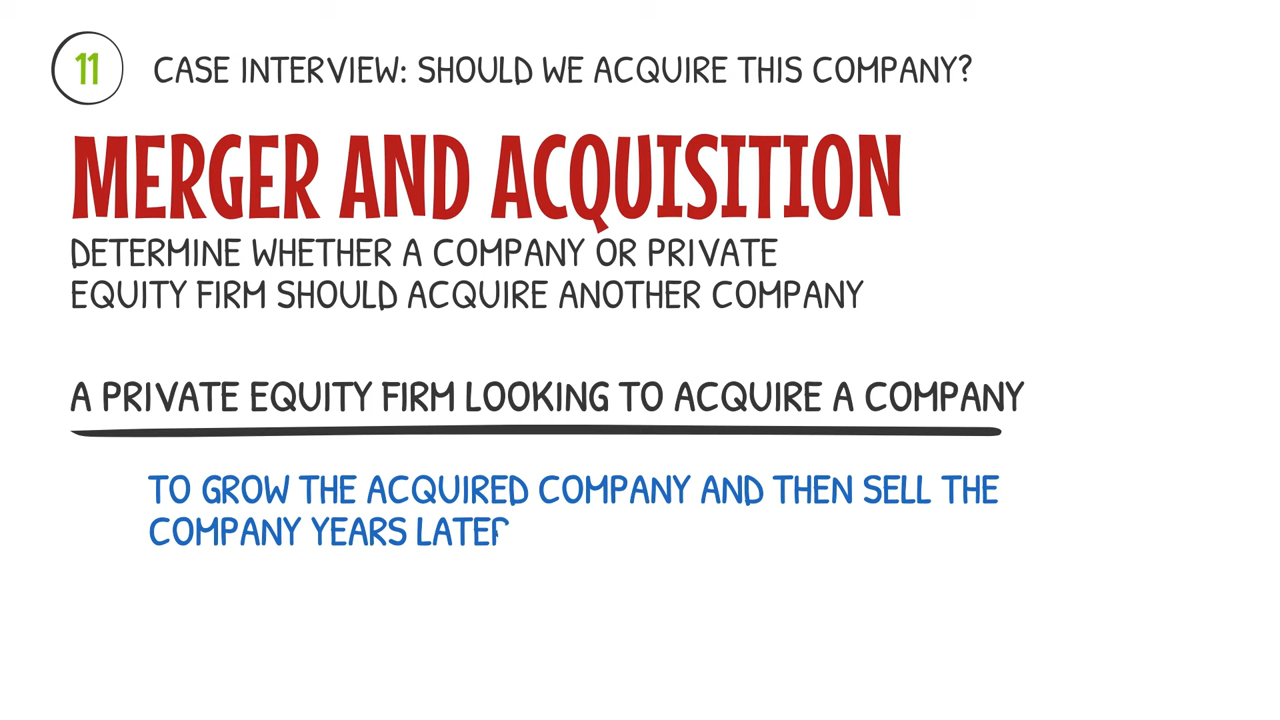 11
CASE INTERVIEW: SHOULD WE ACQUIRE THIS COMPANY?
MERGER AND ACQUISITION
DETERMINE WHETHER A COMPANY OR PRIVATE
EQUITY FIRM SHOULD ACQUIRE ANOTHER COMPANY
A PRIVATE EQUITY FIRM LOOKING TO ACQUIRE A COMPANY
TO GROW THE ACQUIRED COMPANY AND THEN SELL THE
COMPANY YEARS LATER